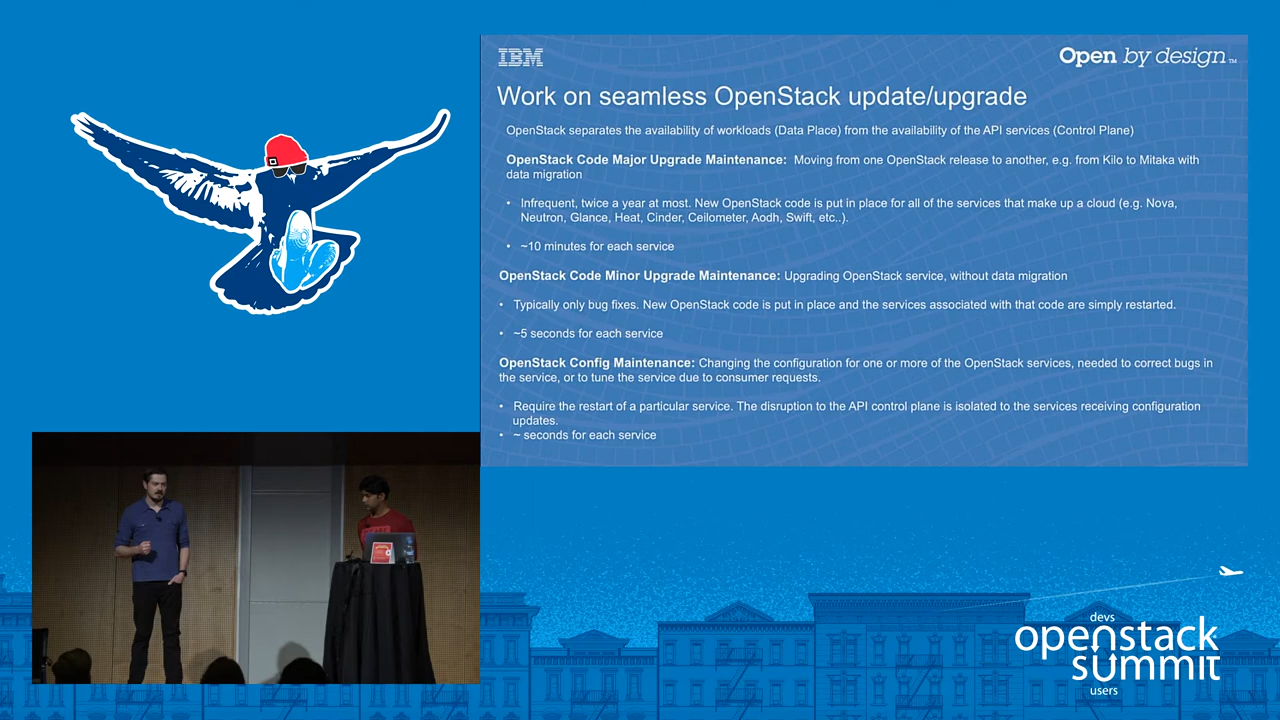 IBM
Open by design™
Work on seamless OpenStack update/upgrade
OpenStack separates the availability of workloads (Data Place) from the availability of the API services (Control Plane)
OpenStack Code Major Upgrade Maintenance: Moving from one OpenStack release to another, e.g. from Kilo to Mitaka with
data migration
• Infrequent, twice a year at most. New OpenStack code is put in place for all of the services that make up a cloud (e.g. Nova,
Neutron, Glance, Heat, Cinder, Ceilometer, Aodh, Swift, etc..).
• ~10 minutes for each service
OpenStack Code Minor Upgrade Maintenance: Upgrading OpenStack service, without data migration
• Typically only bug fixes. New OpenStack code is put in place and the services associated with that code are simply restarted.
• ~5 seconds for each service
OpenStack Config Maintenance: Changing the configuration for one or more of the OpenStack services, needed to correct bugs in
the service, or to tune the service due to consumer requests.
• Require the restart of a particular service. The disruption to the API control plane is isolated to the services receiving configuration
updates.
• ~ seconds for each service
devs
openstack
summit
users